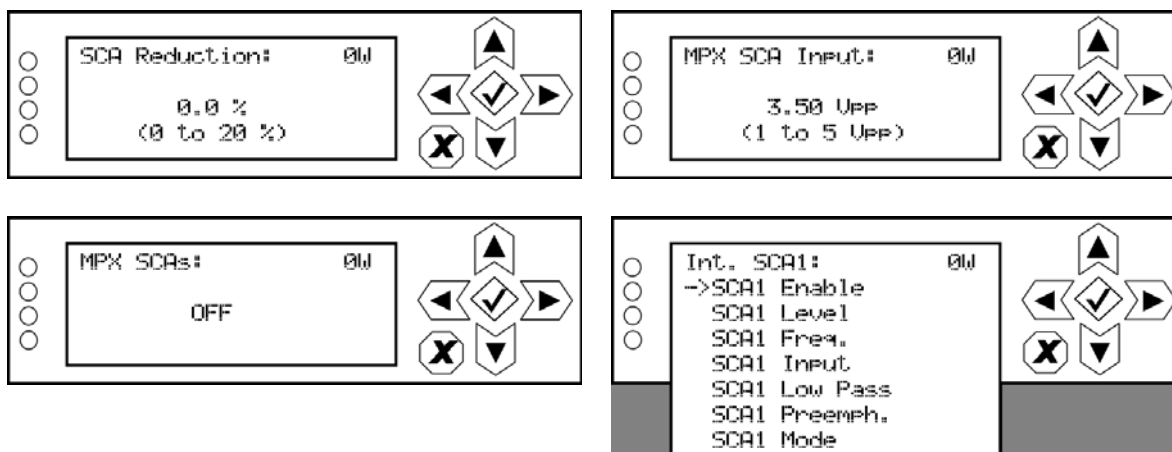 SCA Reduction: 0W
0.0 %
(0 to 20 %)
MPX SCA Input: 0W
3.50 Vpp
(1 to 5 Vpp)
MPX SCAs: 0W
OFF
Int. SCA1: 0W
->SCA1 Enable
SCA1 Level
SCA1 Freq.
SCA1 Input
SCA1 Low Pass
SCA1 Preemph.
SCA1 Mode